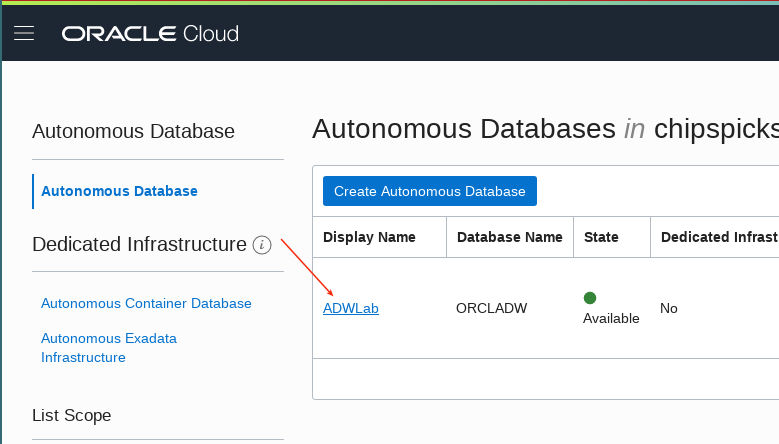 ORACLE Cloud
Autonomous Database
Autonomous Database
Dedicated Infrastructure i
Autonomous Container Database
Autonomous Exadata
Infrastructure
List Scope
Autonomous Databases in chipspicks
Create Autonomous Database
Display Name Database Name State Dedicated Infrast
ADWLab ORCLADW Available No